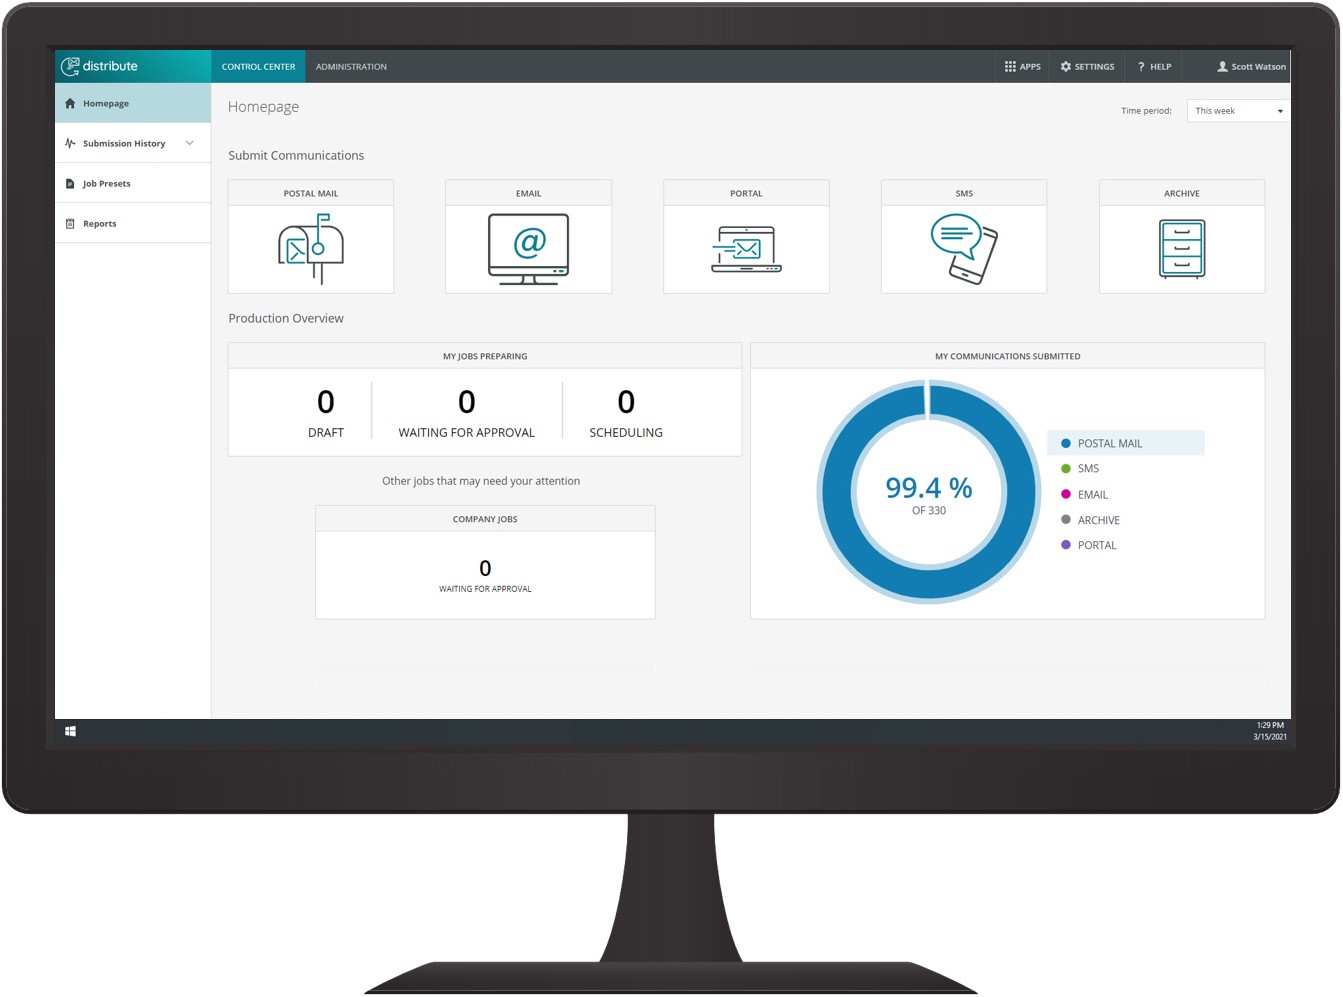 distribute
CONTROL CENTER
ADMINISTRATION
APPS
SETTINGS
? HELP
Scott Watson
Homepage
Submission History
Job Presets
Reports
Homepage
Time period:
This week
Submit Communications
POSTAL MAIL
EMAIL
PORTAL
SMS
ARCHIVE
@
Production Overview
MY JOBS PREPARING
0
DRAFT
0
WAITING FOR APPROVAL
0
SCHEDULING
Other jobs that may need your attention
COMPANY JOBS
0
WAITING FOR APPROVAL
MY COMMUNICATIONS SUBMITTED
99.4 %
OF 330
POSTAL MAIL
SMS
EMAIL
ARCHIVE
PORTAL
1:29 PM
3/15/2021